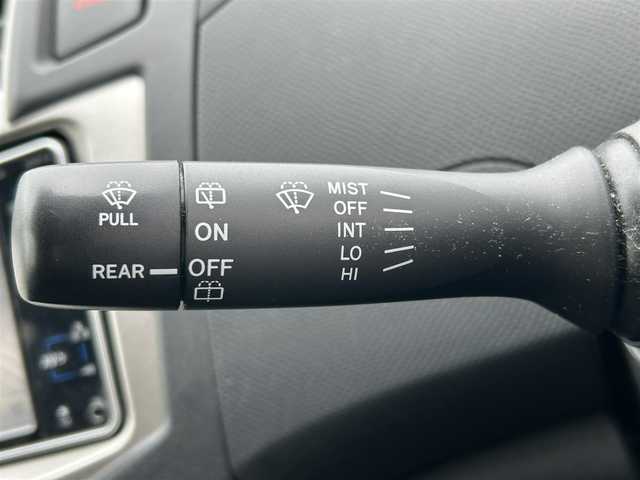 PULL
REAR
ON
OFF
MIST
OFF
INT
LO
HI